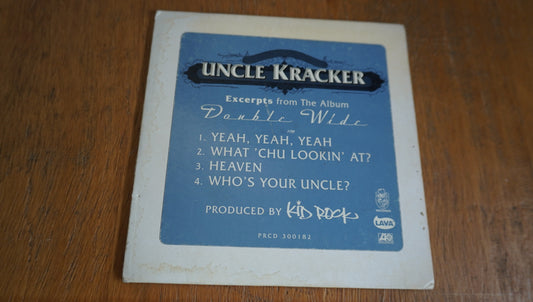 UNCLE KRACKER
Excerpts from The Album
Double Wide
1. YEAH, YEAH, YEAH
2. WHAT 'CHU LOOKIN' AT?
3. HEAVEN
4. WHO'S YOUR UNCLE?
PRODUCED BY KID ROCK
LAVA
PRCD 300182